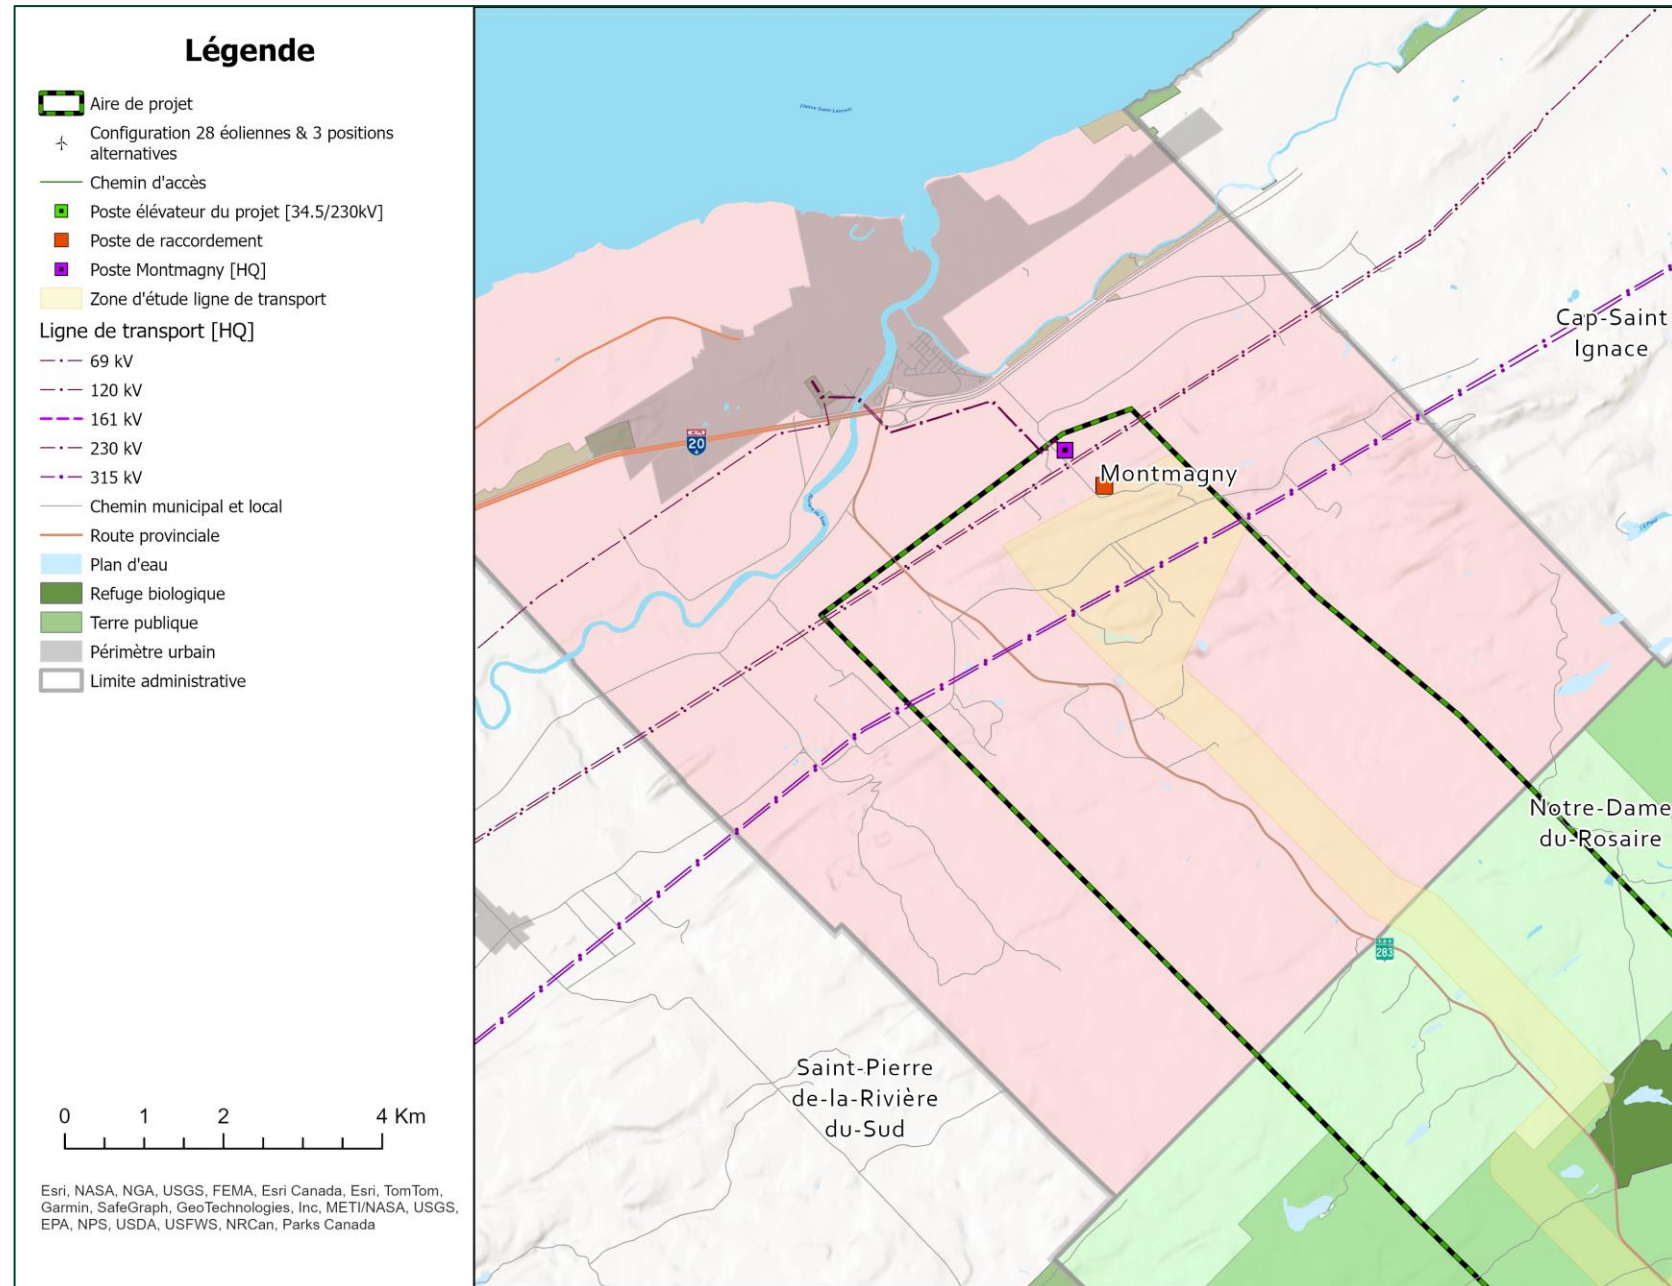 Légende
Aire de projet
Configuration 28 éoliennes & 3 positions
alternatives
Chemin d'accès
Poste élévateur du projet [34.5/230kV]
Poste de raccordement
Poste Montmagny [HQ]
Zone d'étude ligne de transport
Ligne de transport [HQ]
69 kV
120 kV
161 kV
230 kV
315 kV
Chemin municipal et local
Route provinciale
Plan d'eau
Refuge biologique
Terre publique
Périmètre urbain
Limite administrative
0 1 2 4 Km
Esri, NASA, NGA, USGS, FEMA, Esri Canada, Esri, TomTom,
Garmin, SafeGraph, GeoTechnologies, Inc, METI/NASA, USGS,
EPA, NPS, USDA, USFWS, NRCan, Parks Canada
Cap-Saint
Ignace
20
Montmagny
Notre-Dame
du-Rosaire
283
Saint-Pierre
de-la-Rivière
du-Sud